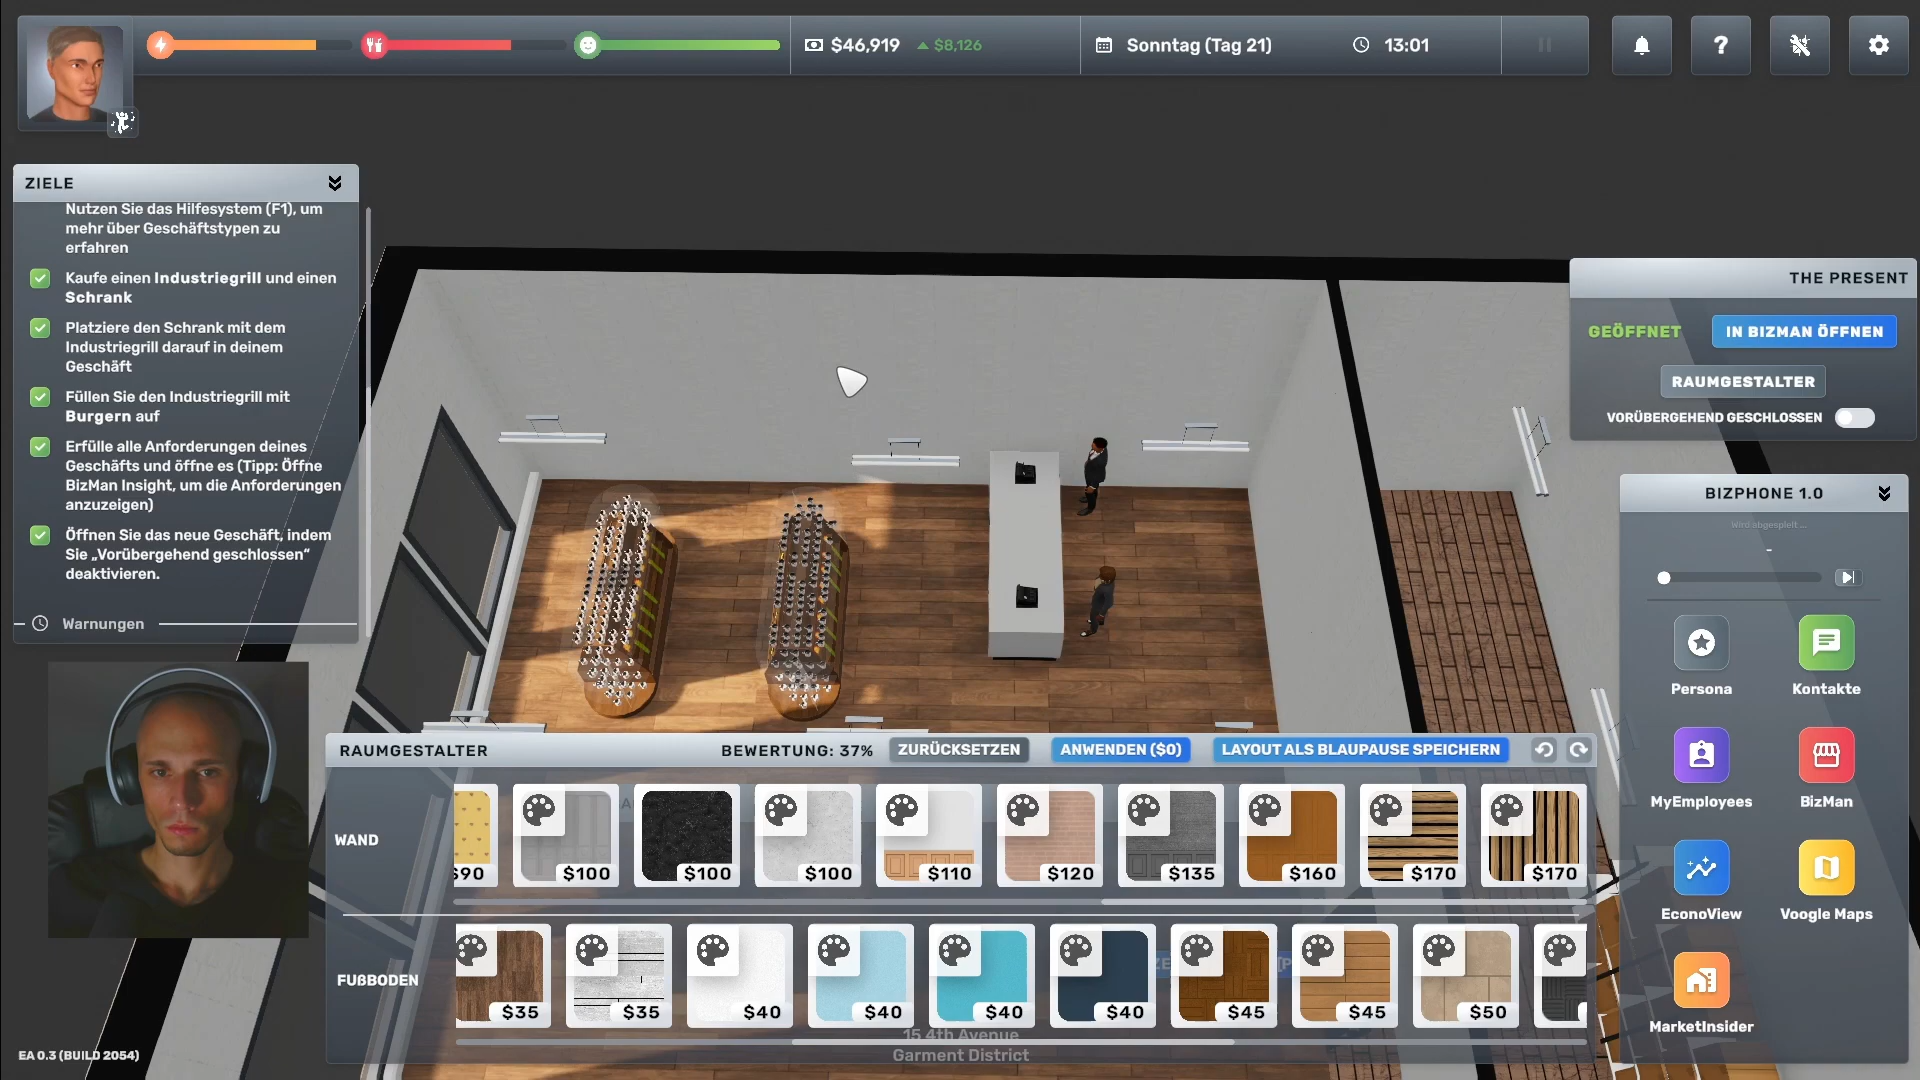 $46,919
$8,126
Sonntag (Tag 21)
13:01
?
ZIELE
Nutzen Sie das Hilfesystem (F1), um
mehr über Geschäftstypen zu
erfahren
Kaufe einen Industriegrill und einen
Schrank
Platziere den Schrank mit dem
Industriegrill darauf in deinem
Geschäft
Füllen Sie den Industriegrill mit
Burgern auf
Erfülle alle Anforderungen deines
Geschäfts und öffne es (Tipp: Öffne
BizMan Insight, um die Anforderungen
anzuzeigen)
Öffnen Sie das neue Geschäft, indem
Sie „Vorübergehend geschlossen“
deaktivieren.
Warnungen
THE PRESENT
GEÖFFNET
IN BIZMAN ÖFFNEN
RAUMGESTALTER
VORÜBERGEHEND GESCHLOSSEN
BIZPHONE 1.0
Wird abgespielt ...
-
Persona
Kontakte
MyEmployees
BizMan
EconoView
Voogle Maps
MarketInsider
RAUMGESTALTER
BEWERTUNG: 37%
ZURÜCKSETZEN
ANWENDEN ($0)
LAYOUT ALS BLAUPAUSE SPEICHERN
WAND
$90
$100
$100
$100
$110
$120
$135
$160
$170
$170
FUẞBODEN
$35
$35
$40
$40
$40
$40
$45
$45
$50
15 4th Avenue
Garment District
EA 0.3 (BUILD 2054)